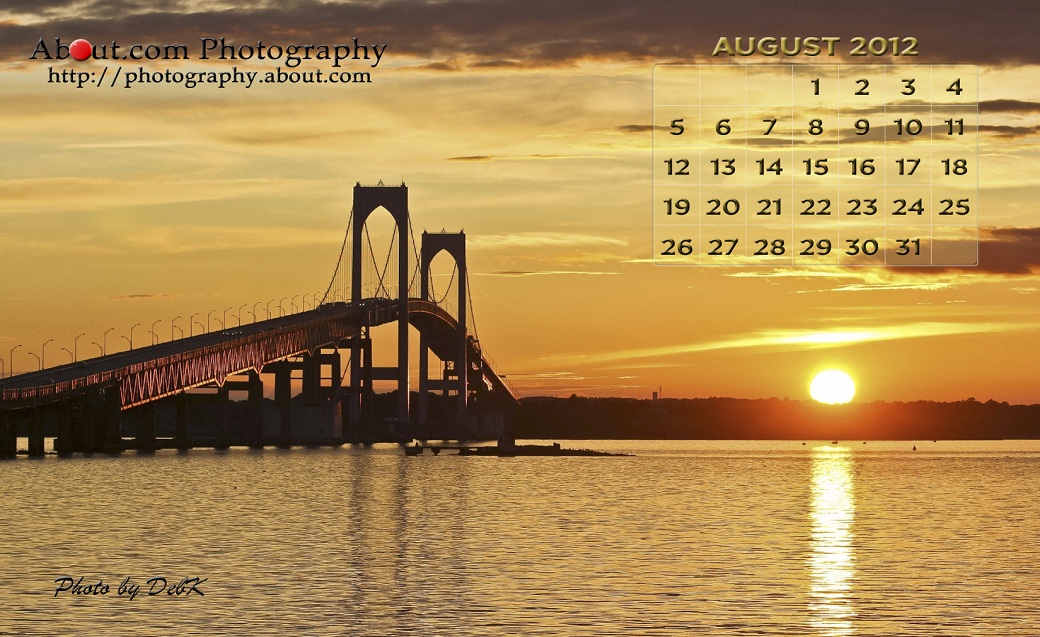 About.com Photography
http://photography.about.com
AUGUST 2012
1 2 3 4
5 6 7 8 9 10 11
12 13 14 15 16 17 18
19 20 21 22 23 24 25
26 27 28 29 30 31
Photo by DebK